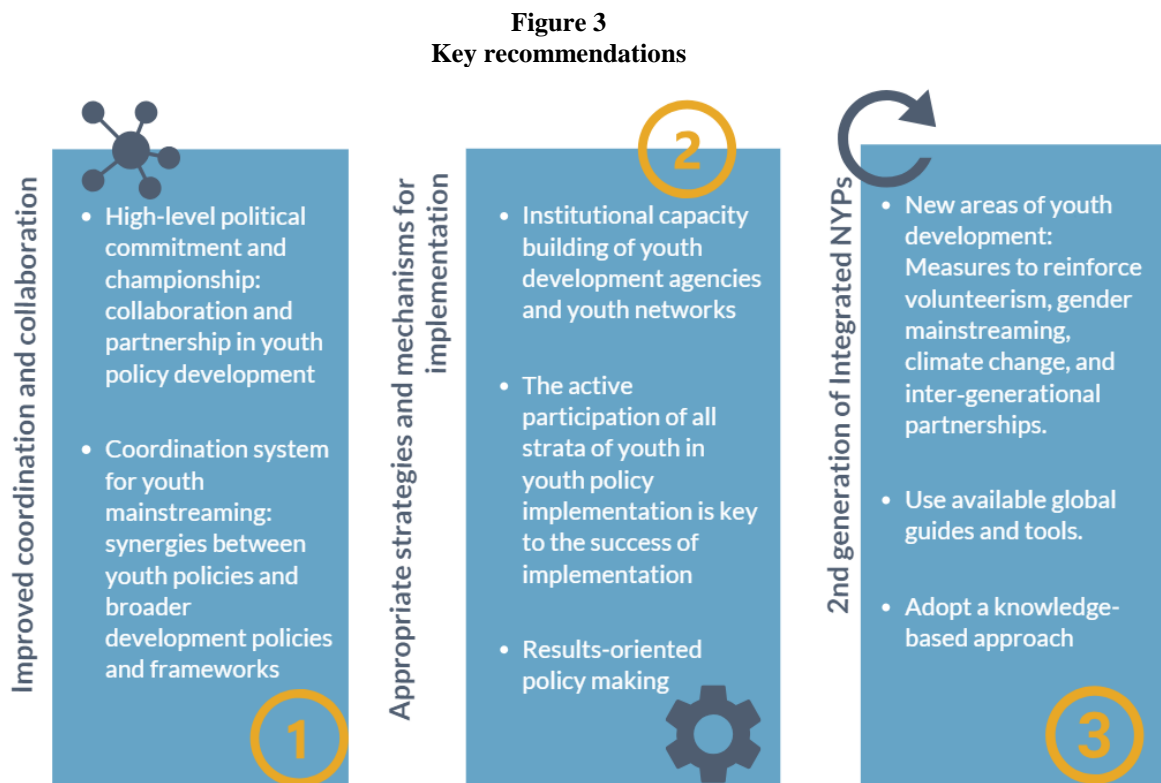 Figure 3
Key recommendations
Improved coordination and collaboration
• High-level political
commitment and
championship:
collaboration and
partnership in youth
policy development
• Coordination system
for youth
mainstreaming:
synergies between
youth policies and
broader
development policies
and frameworks
1
Appropriate strategies and mechanisms for
implementation
2
• Institutional capacity
building of youth
development agencies
and youth networks
• The active
participation of all
strata of youth in
youth policy
implementation is key
to the success of
implementation
• Results-oriented
policy making
2nd generation of Integrated NYPs
• New areas of youth
development:
Measures to reinforce
volunteerism, gender
mainstreaming,
climate change, and
inter-generational
partnerships.
• Use available global
guides and tools.
• Adopt a knowledge-
based approach
3